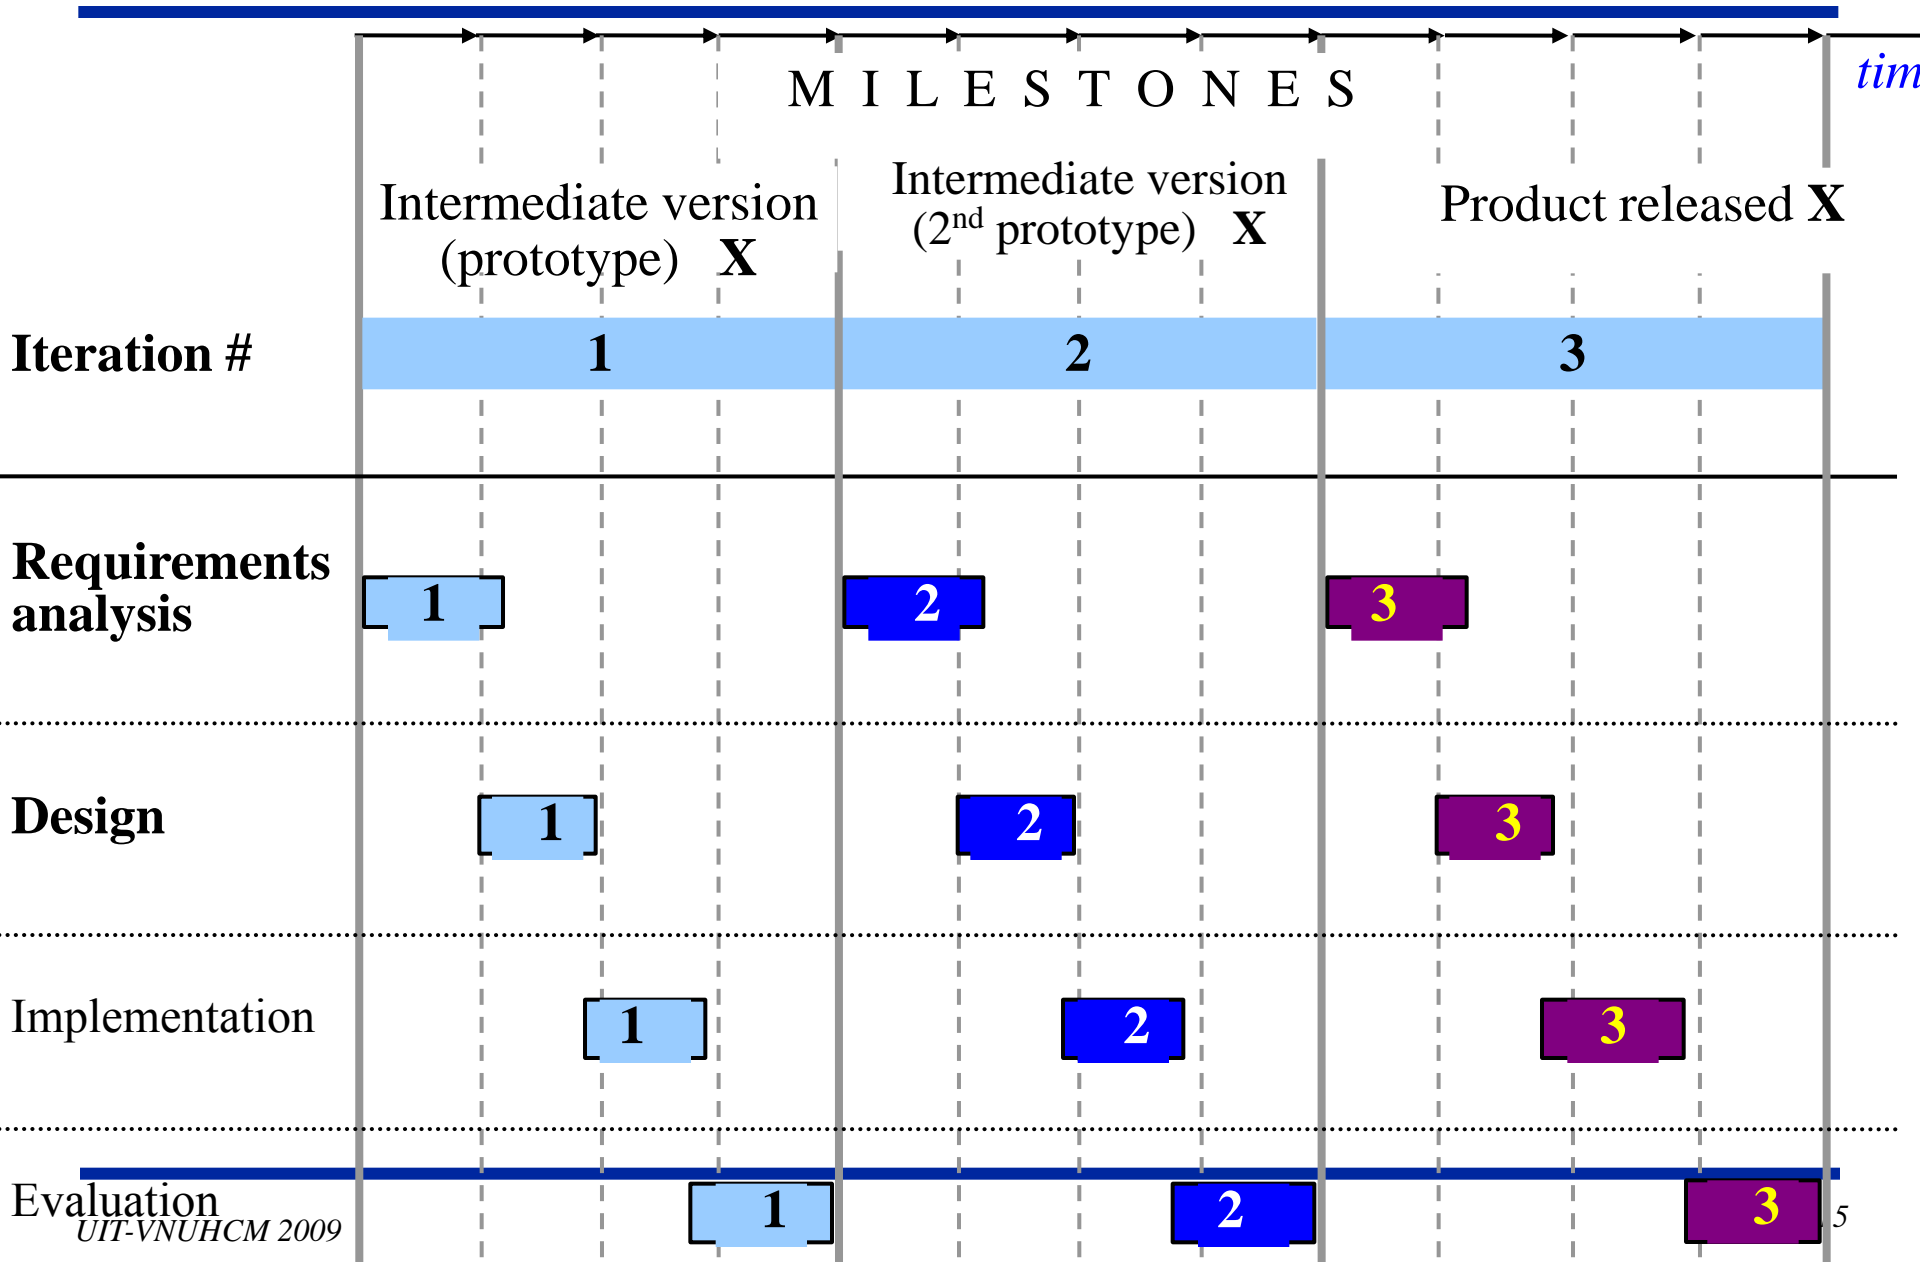 tim
M I L E S T O N E S
Intermediate version
(prototype) X
Intermediate version
(2nd prototype) X
Product released X
Iteration # 1 2 3
Requirements
analysis
1 2 3
Design 1 2 3
Implementation 1 2 3
Evaluation 1 2 3
UIT-VNUHCM 2009
5